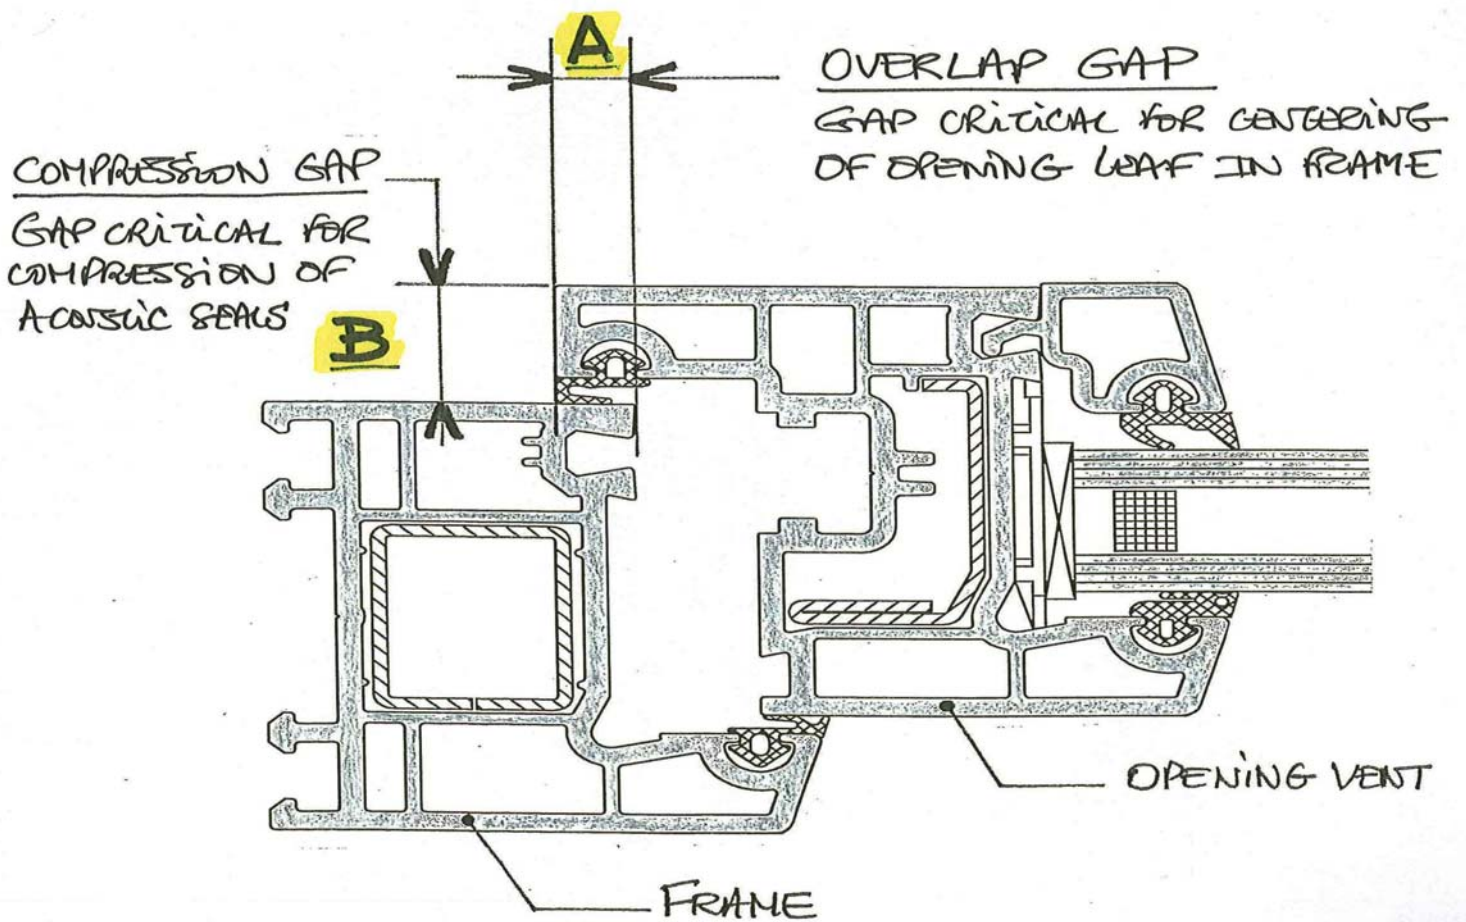 A
OVERLAP GAP
GAP CRITICAL FOR CENTERING
OF OPENING LEAF IN FRAME
COMPRESSION GAP
GAP CRITICAL FOR
COMPRESSION OF
ACOUSTIC SEALS
B
OPENING VENT
FRAME